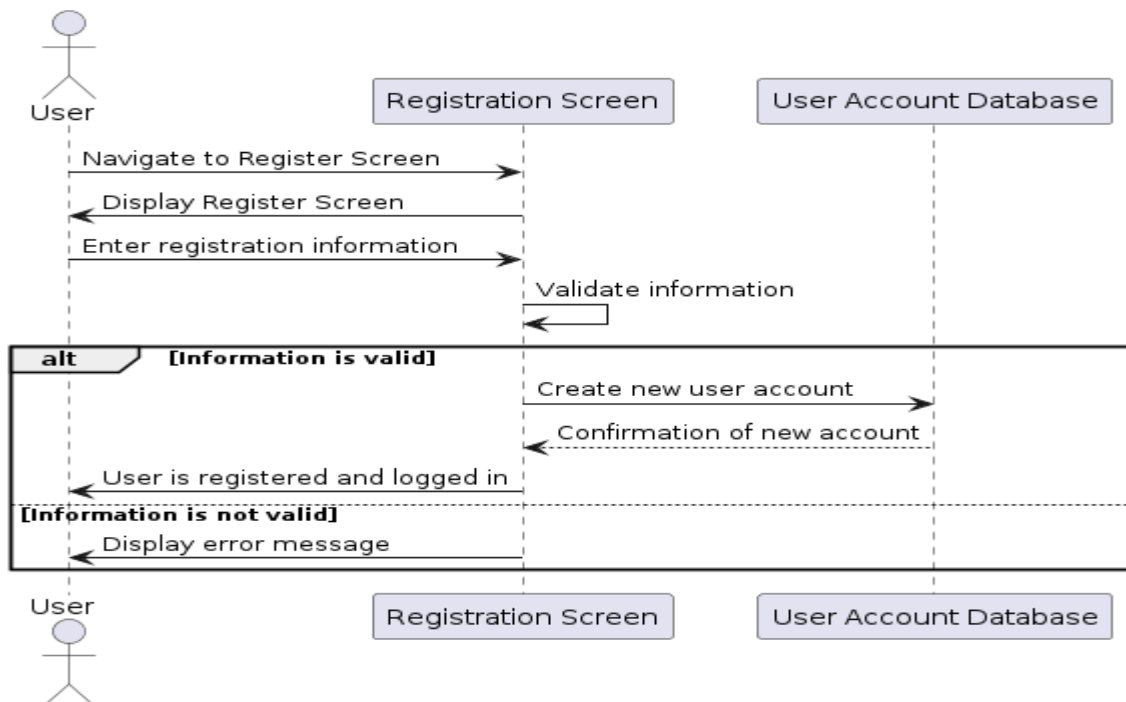 User
Registration Screen
User Account Database
Navigate to Register Screen
Display Register Screen
Enter registration information
Validate information
alt
[Information is valid]
Create new user account
Confirmation of new account
User is registered and logged in
[Information is not valid]
Display error message
User
Registration Screen
User Account Database